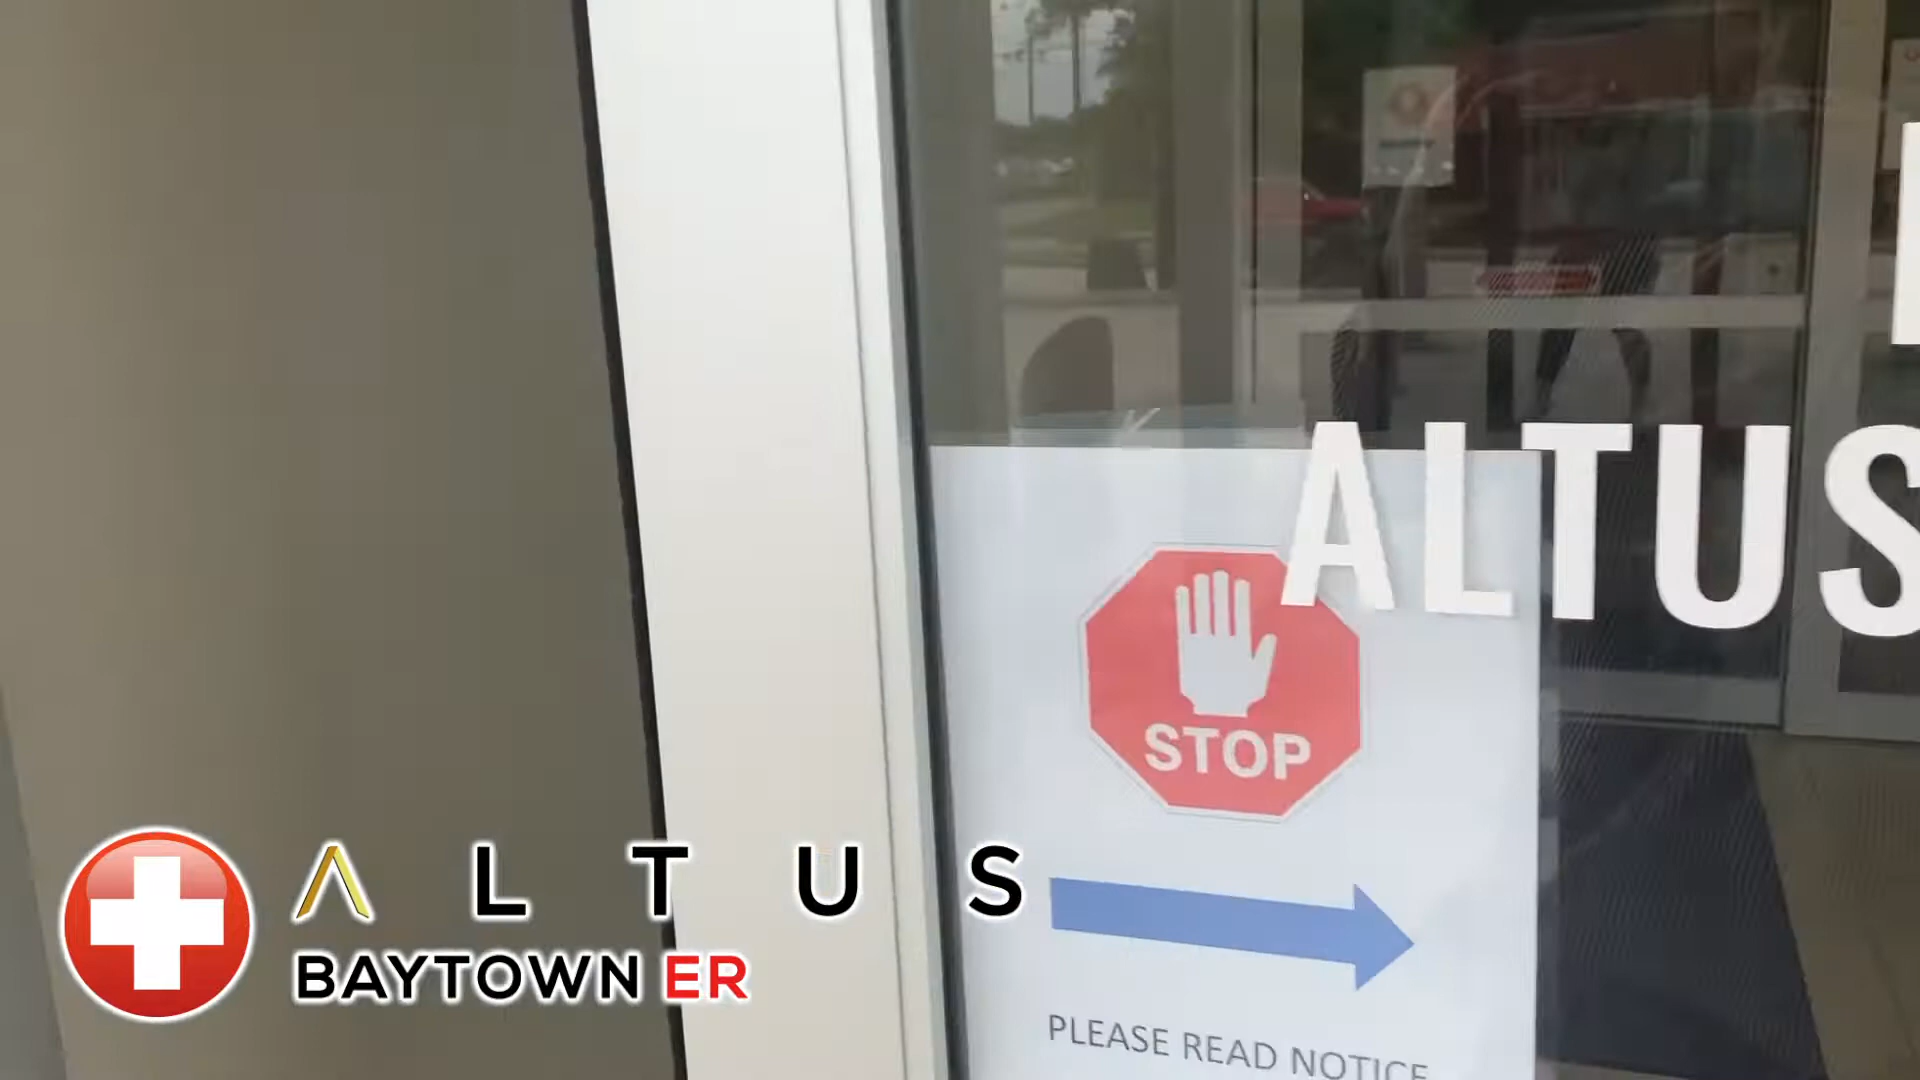 ALTUS
STOP
PLEASE READ NOTICE
ALTUS
BAYTOWN ER